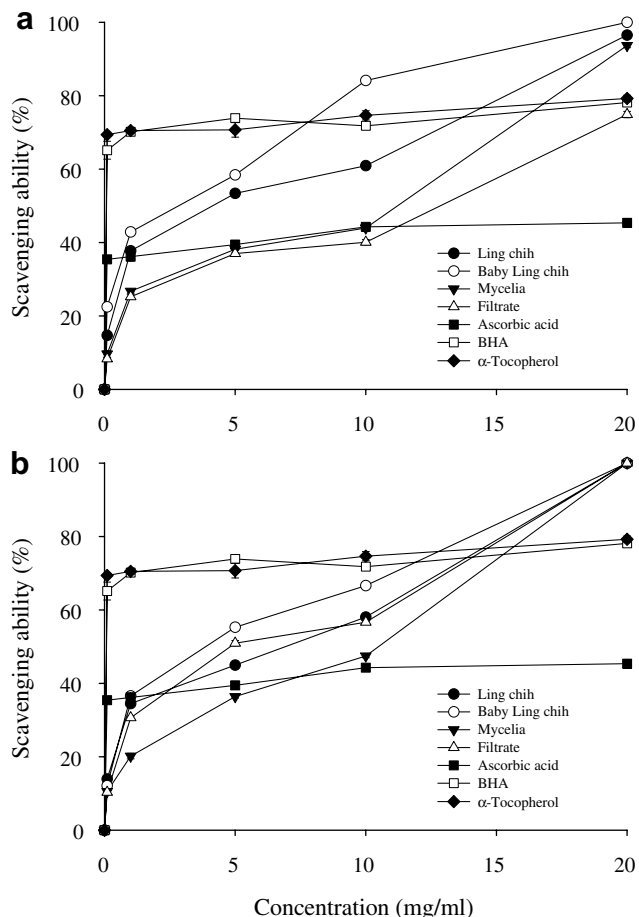 a
100
80
60
40
20
0
Scavenging ability (%)
Ling chih
Baby Ling chih
Mycelia
Filtrate
Ascorbic acid
BHA
α-Tocopherol
0 5 10 15 20
b
100
80
60
40
20
0
Scavenging ability (%)
Ling chih
Baby Ling chih
Mycelia
Filtrate
Ascorbic acid
BHA
α-Tocopherol
0 5 10 15 20
Concentration (mg/ml)